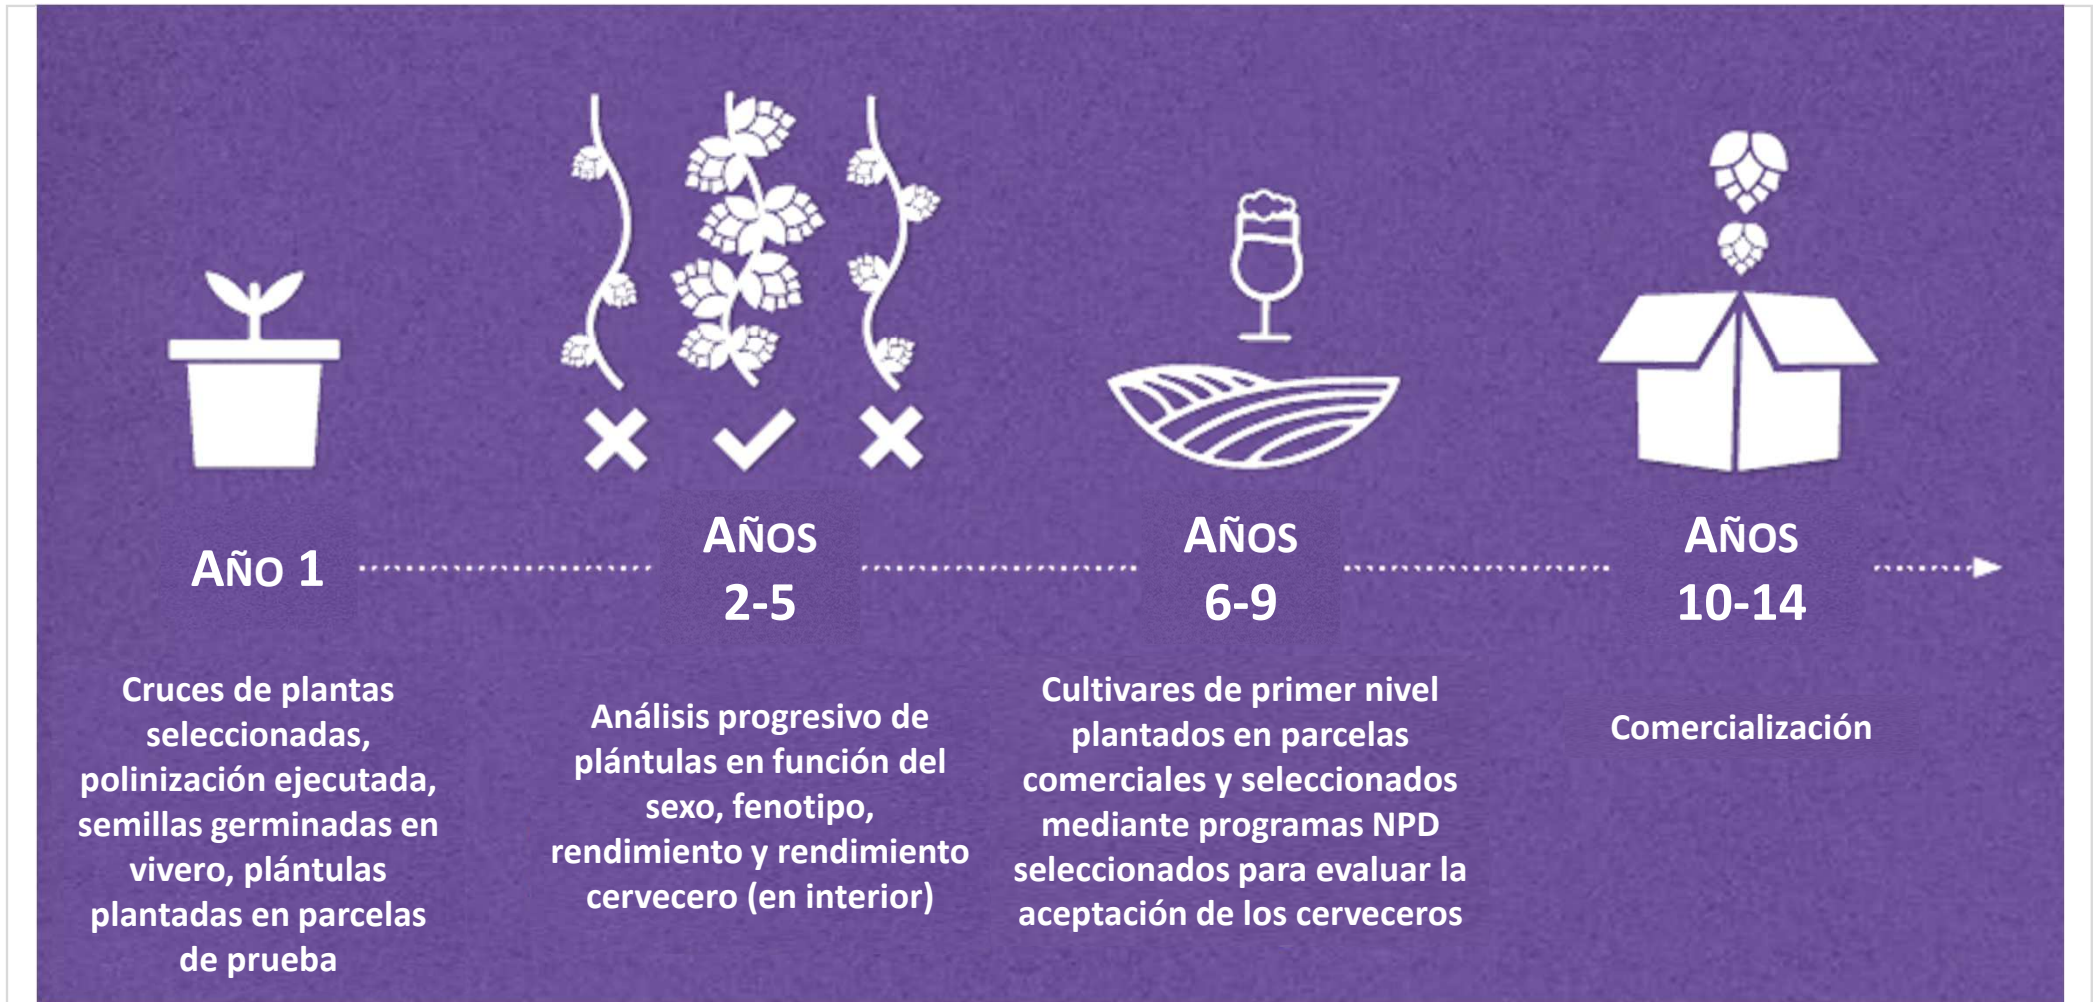 AÑO 1
Cruces de plantas
seleccionadas,
polinización ejecutada,
semillas germinadas en
vivero, plántulas
plantadas en parcelas
de prueba
AÑOS
2-5
Análisis progresivo de
plántulas en función del
sexo, fenotipo,
rendimiento y rendimiento
cervecero (en interior)
AÑOS
6-9
Cultivares de primer nivel
plantados en parcelas
comerciales y seleccionados
mediante programas NPD
seleccionados para evaluar la
aceptación de los cerveceros
AÑOS
10-14
Comercialización